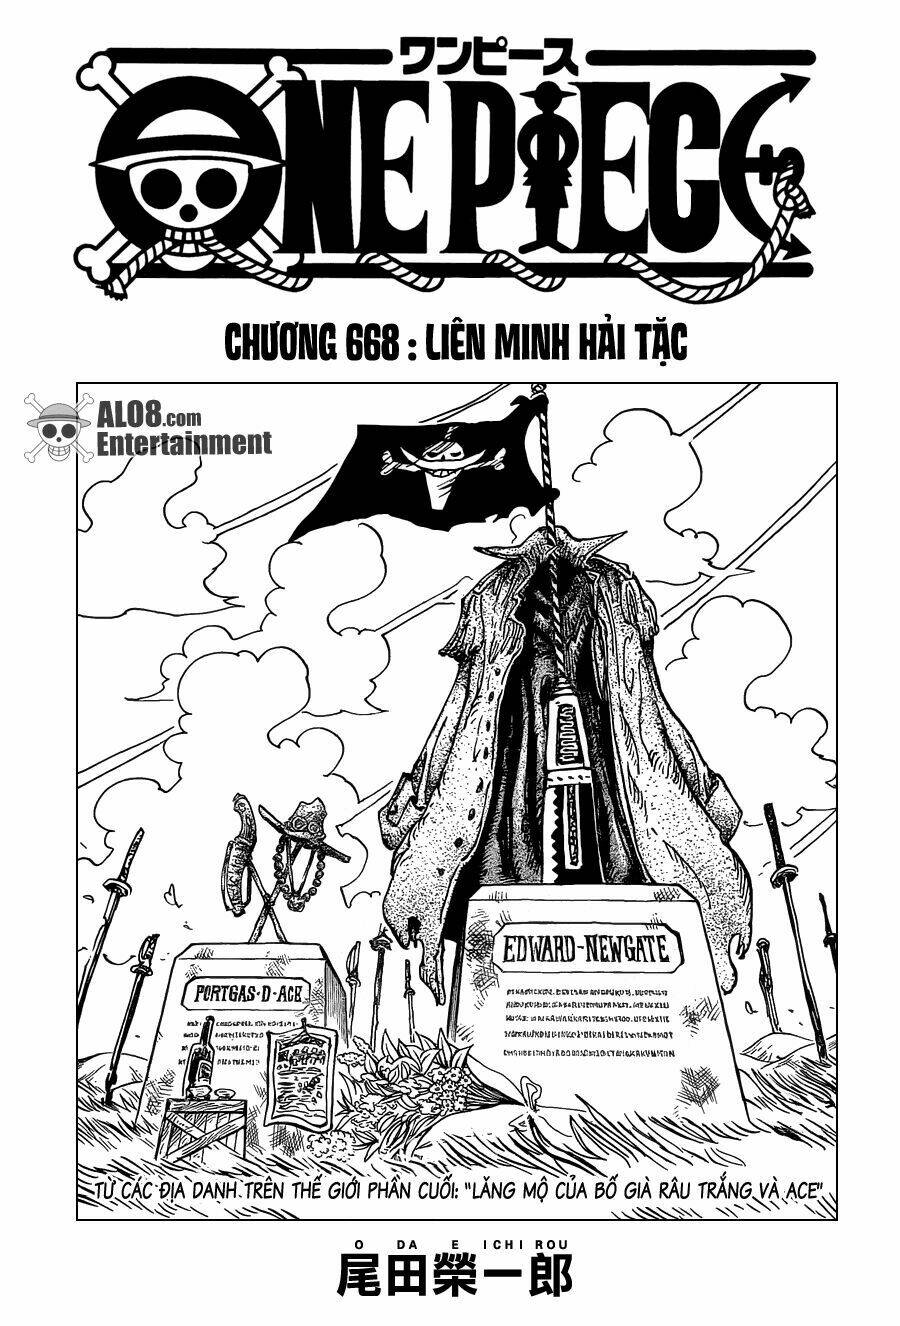 ワンピース
ONE PIECE
CHƯƠNG 668 : LIÊN MINH HẢI TẶC
ALO8.com
Entertainment
EDWARD·NEWGATE
PORTGAS·D·ACE
TỪ CÁC ĐỊA DANH TRÊN THẾ GIỚI PHẦN CUỐI: "LĂNG MỘ CỦA BỐ GIÀ RÂU TRẮNG VÀ ACE"
O DA E ICHI ROU
尾田榮一郎